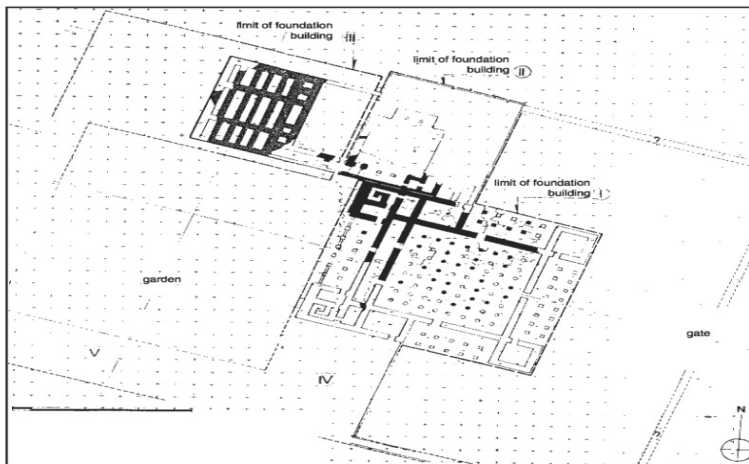 limit of foundation
building III
limit of foundation
building II
limit of foundation
building I
garden
gate
V
IV
N
?
?